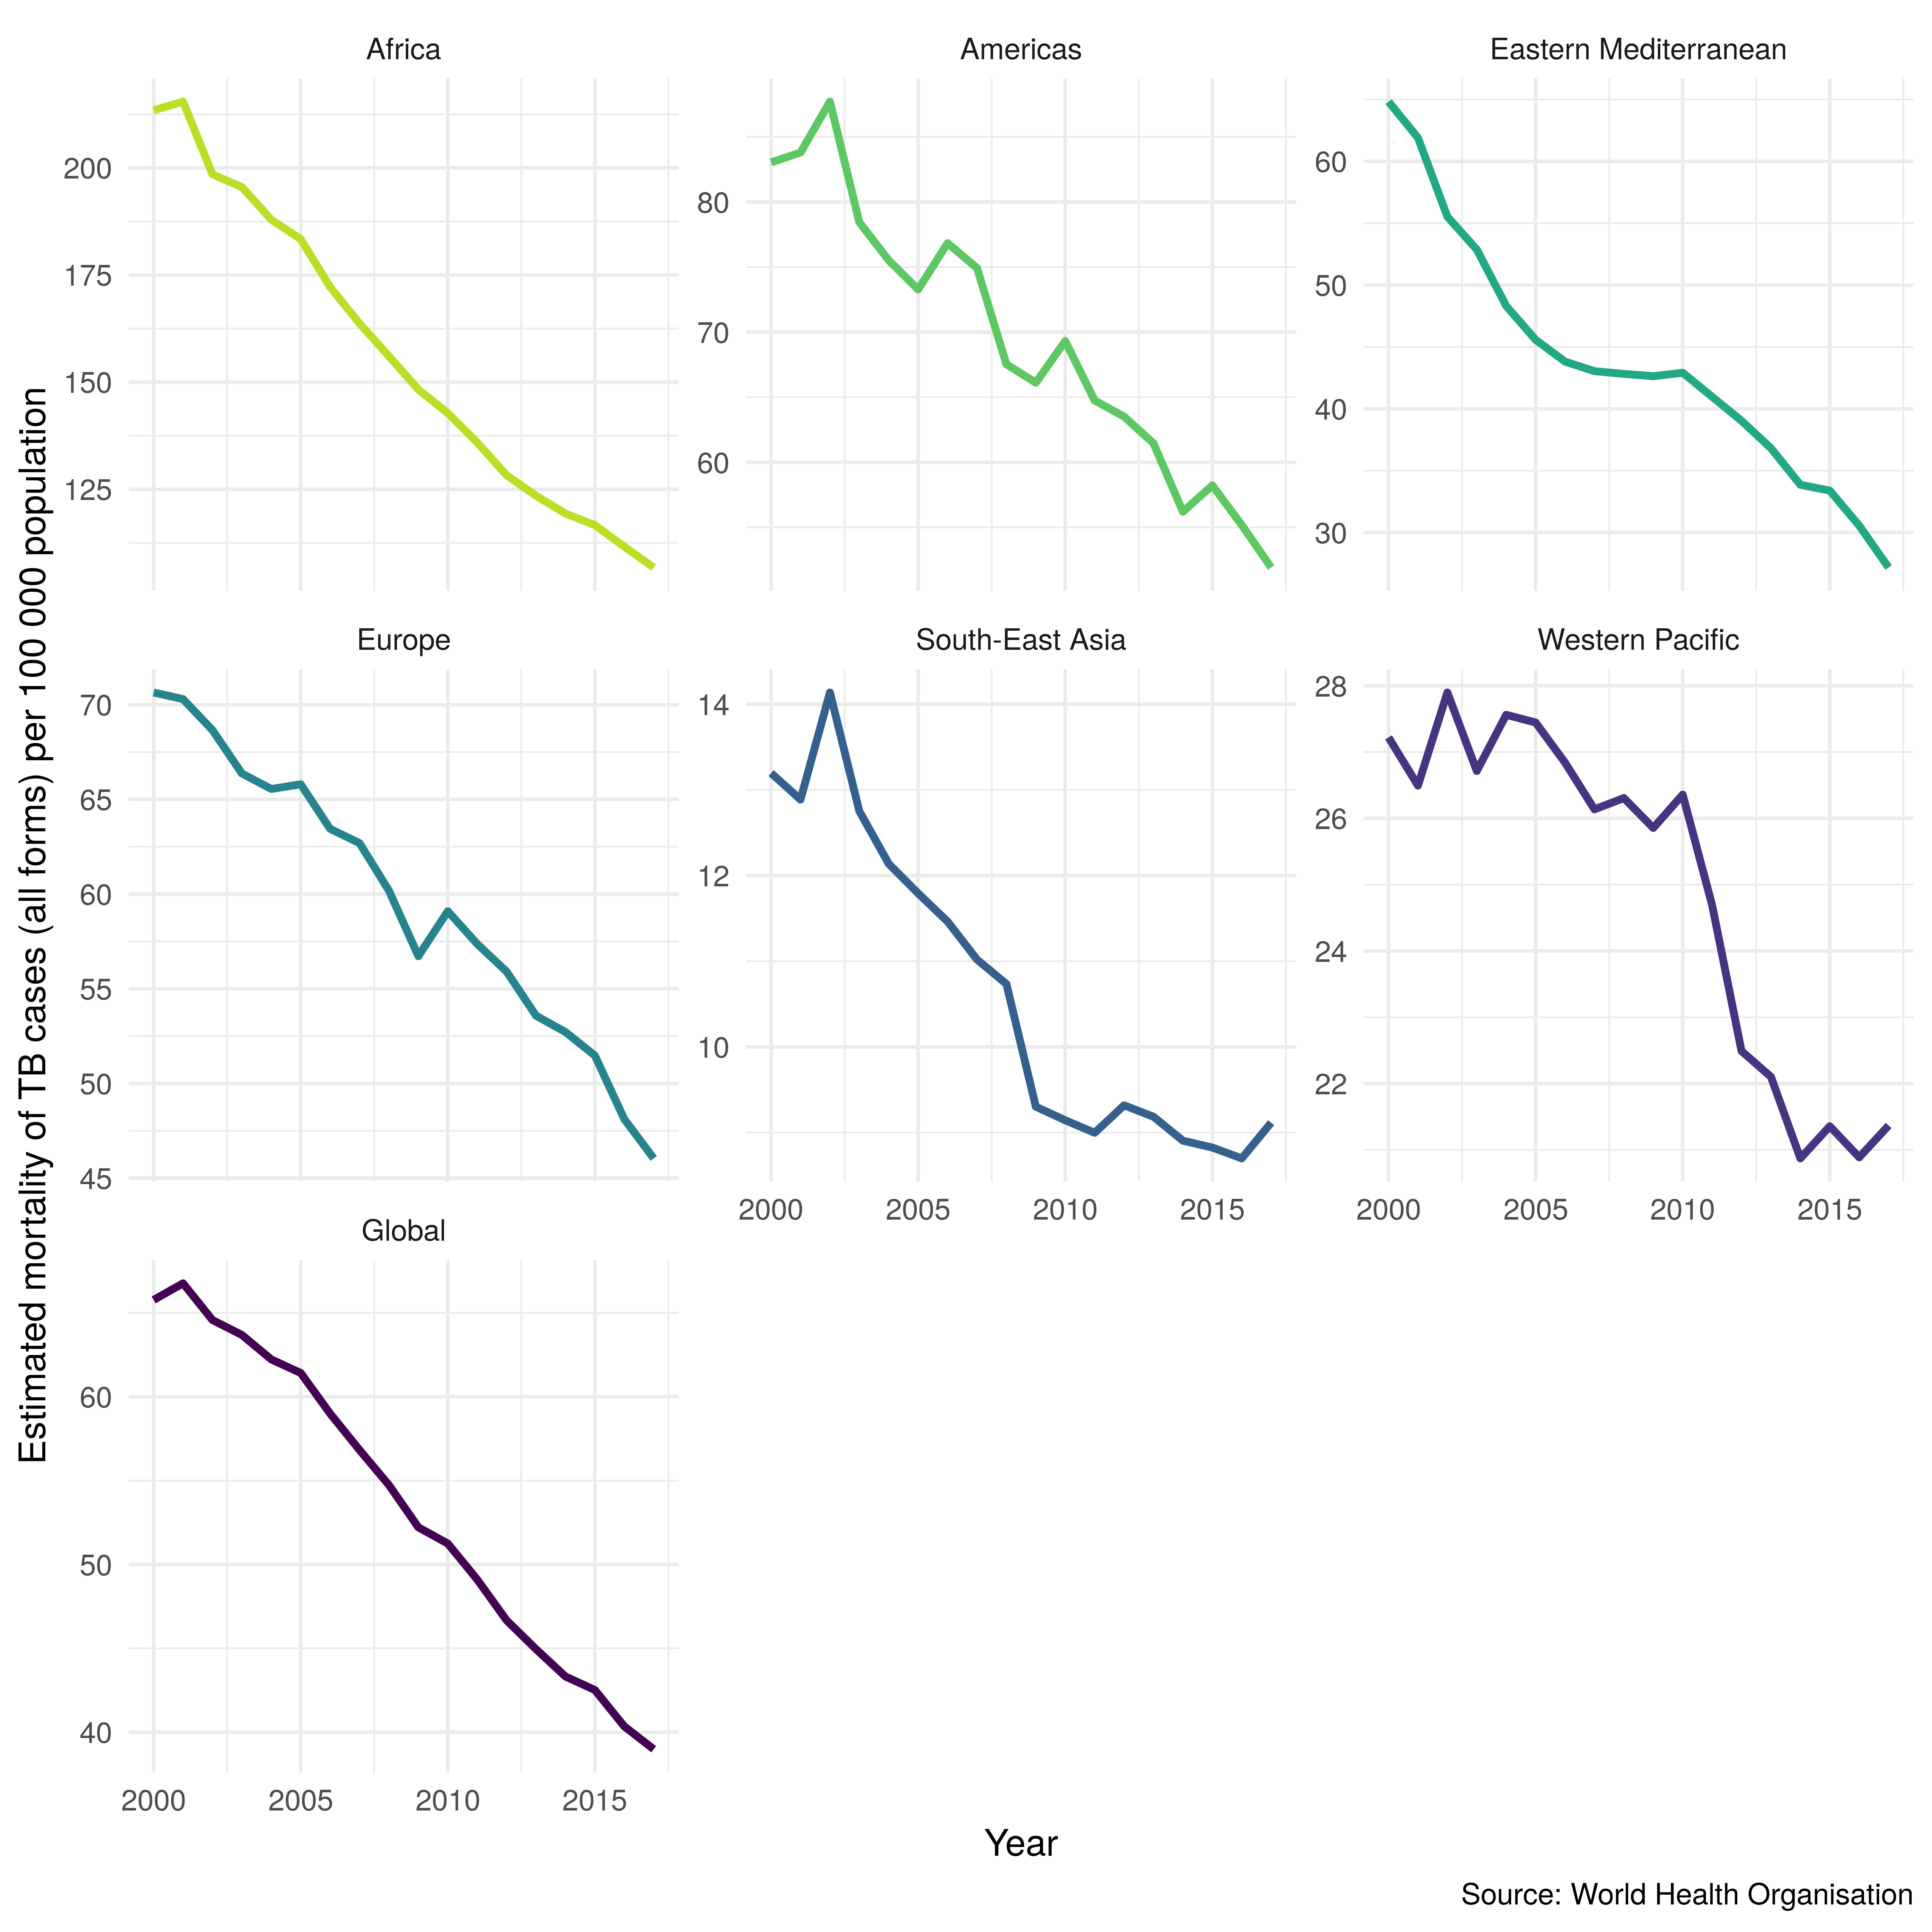 Estimated mortality of TB cases (all forms) per 100 000 population
Africa
200
175
150
125
Americas
80
70
60
Eastern Mediterranean
60
50
40
30
Europe
70
65
60
55
50
45
South-East Asia
14
12
10
2000 2005 2010 2015
Western Pacific
28
26
24
22
2000 2005 2010 2015
Global
60
50
40
2000 2005 2010 2015
Year
Source: World Health Organisation